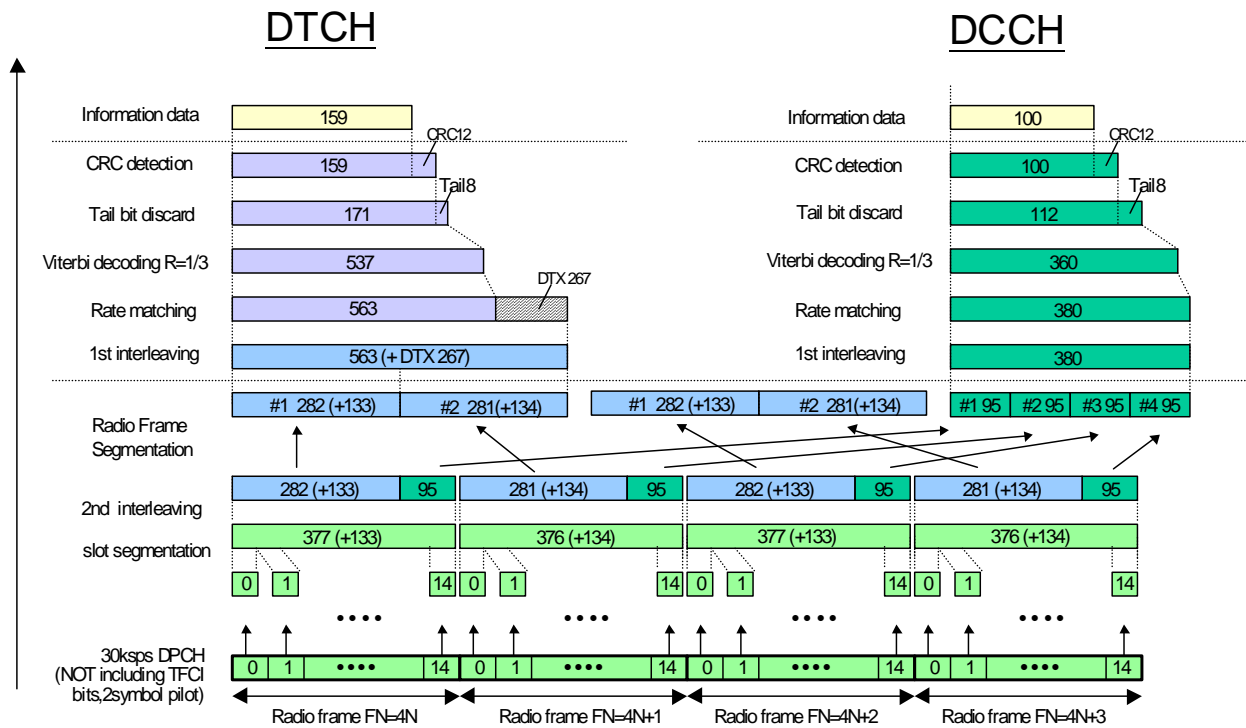 DTCH
DCCH
Information data
159
Information data
100
CRC12
CRC12
CRC detection
159
CRC detection
100
Tail8
Tail8
Tail bit discard
171
Tail bit discard
112
Viterbi decoding R=1/3
537
Viterbi decoding R=1/3
360
DTX 267
Rate matching
563
Rate matching
380
1st interleaving
563 (+ DTX 267)
1st interleaving
380
#1 282 (+133)
#2 281(+134)
#1 282 (+133)
#2 281(+134)
#1 95
#2 95
#3 95
#4 95
Radio Frame
Segmentation
282 (+133)
95
281 (+134)
95
282 (+133)
95
281 (+134)
95
2nd interleaving
377 (+133)
376 (+134)
377 (+133)
376 (+134)
slot segmentation
0
1
14
0
1
14
0
1
14
0
1
14
30ksps DPCH
(NOT including TFCI
bits,2symbol pilot)
0
1
14
0
1
14
0
1
14
0
1
14
Radio frame FN=4N
Radio frame FN=4N+1
Radio frame FN=4N+2
Radio frame FN=4N+3